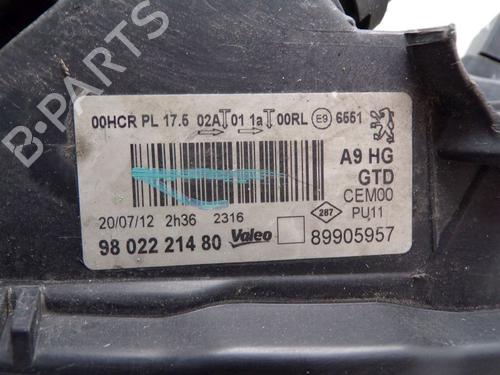 B-PARTS
00HCR PL 17.5 02A 01 1a 00RL E9 6551
A9 HG
GTD
CEM00
287 PU11
20/07/12 2h36 2316
98 022 214 80 Valeo 89905957